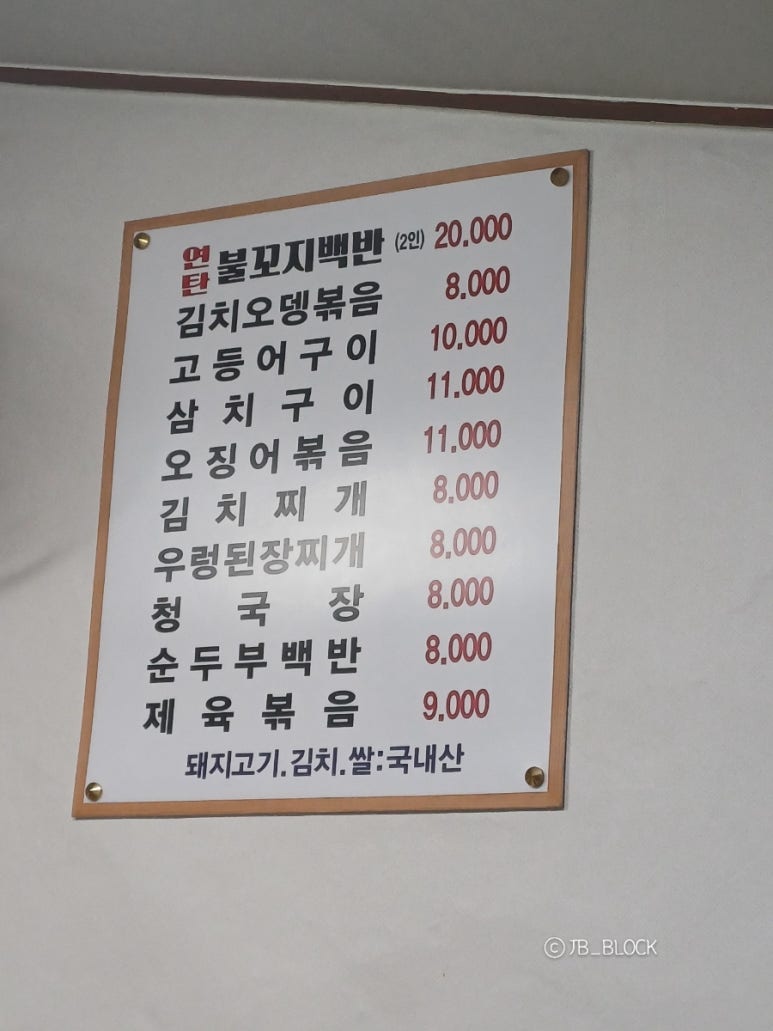 연탄 불꼬지백반 (2인) 20.000
김치오뎅볶음 8.000
고등어구이 10.000
삼치구이 11.000
오징어볶음 11.000
김치찌개 8.000
우렁된장찌개 8.000
청국장 8.000
순두부백반 8.000
제육볶음 9.000
돼지고기.김치.쌀:국내산
ⓒ JB_BLOCK